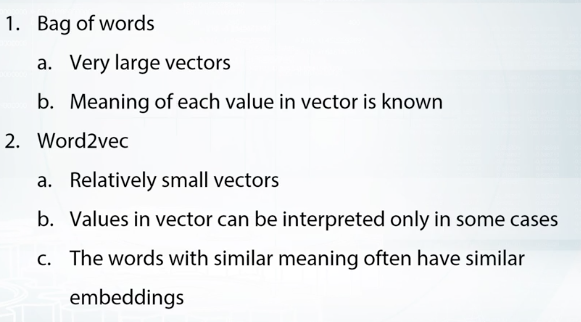 1. Bag of words
a. Very large vectors
b. Meaning of each value in vector is known
2. Word2vec
a. Relatively small vectors
b. Values in vector can be interpreted only in some cases
c. The words with similar meaning often have similar
embeddings